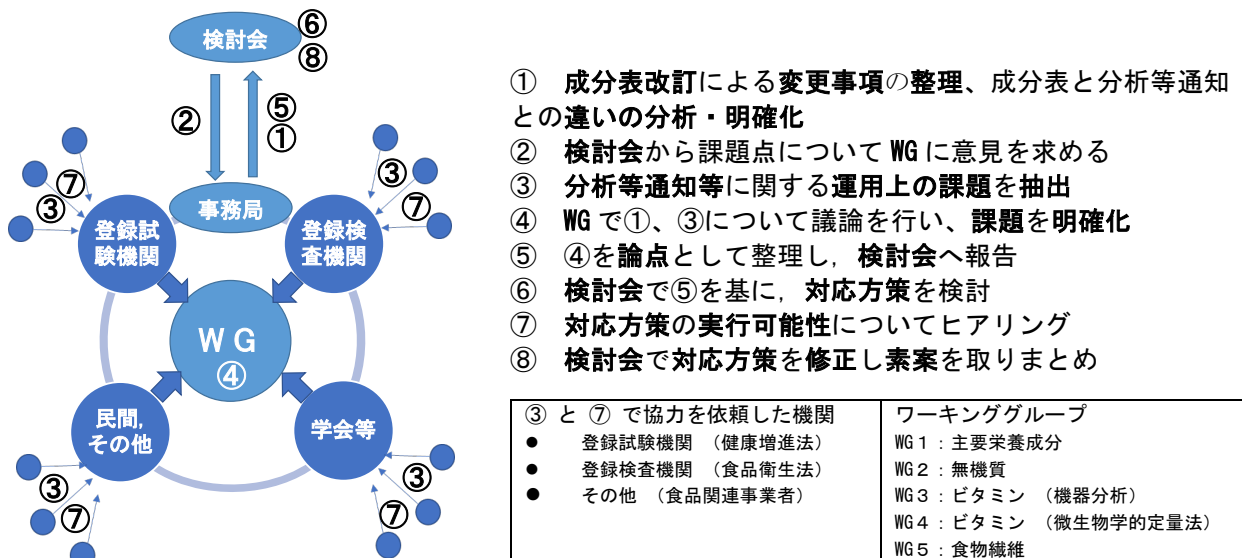 検討会
⑥
⑧
②
⑤
①
事務局
⑦
③
③
⑦
登録試
験機関
登録検
査機関
WG
④
民間,
その他
学会等
③
⑦
③
⑦
① 成分表改訂による変更事項の整理、成分表と分析等通知
との違いの分析・明確化
② 検討会から課題点について WG に意見を求める
③ 分析等通知等に関する運用上の課題を抽出
④ WG で①、③について議論を行い、課題を明確化
⑤ ④を論点として整理し, 検討会へ報告
⑥ 検討会で⑤を基に, 対応方策を検討
⑦ 対応方策の実行可能性についてヒアリング
⑧ 検討会で対応方策を修正し素案を取りまとめ
③ と ⑦ で協力を依頼した機関
● 登録試験機関 (健康増進法)
● 登録検査機関 (食品衛生法)
● その他 (食品関連事業者)
ワーキンググループ
WG1:主要栄養成分
WG2:無機質
WG3:ビタミン (機器分析)
WG4:ビタミン (微生物学的定量法)
WG5:食物繊維